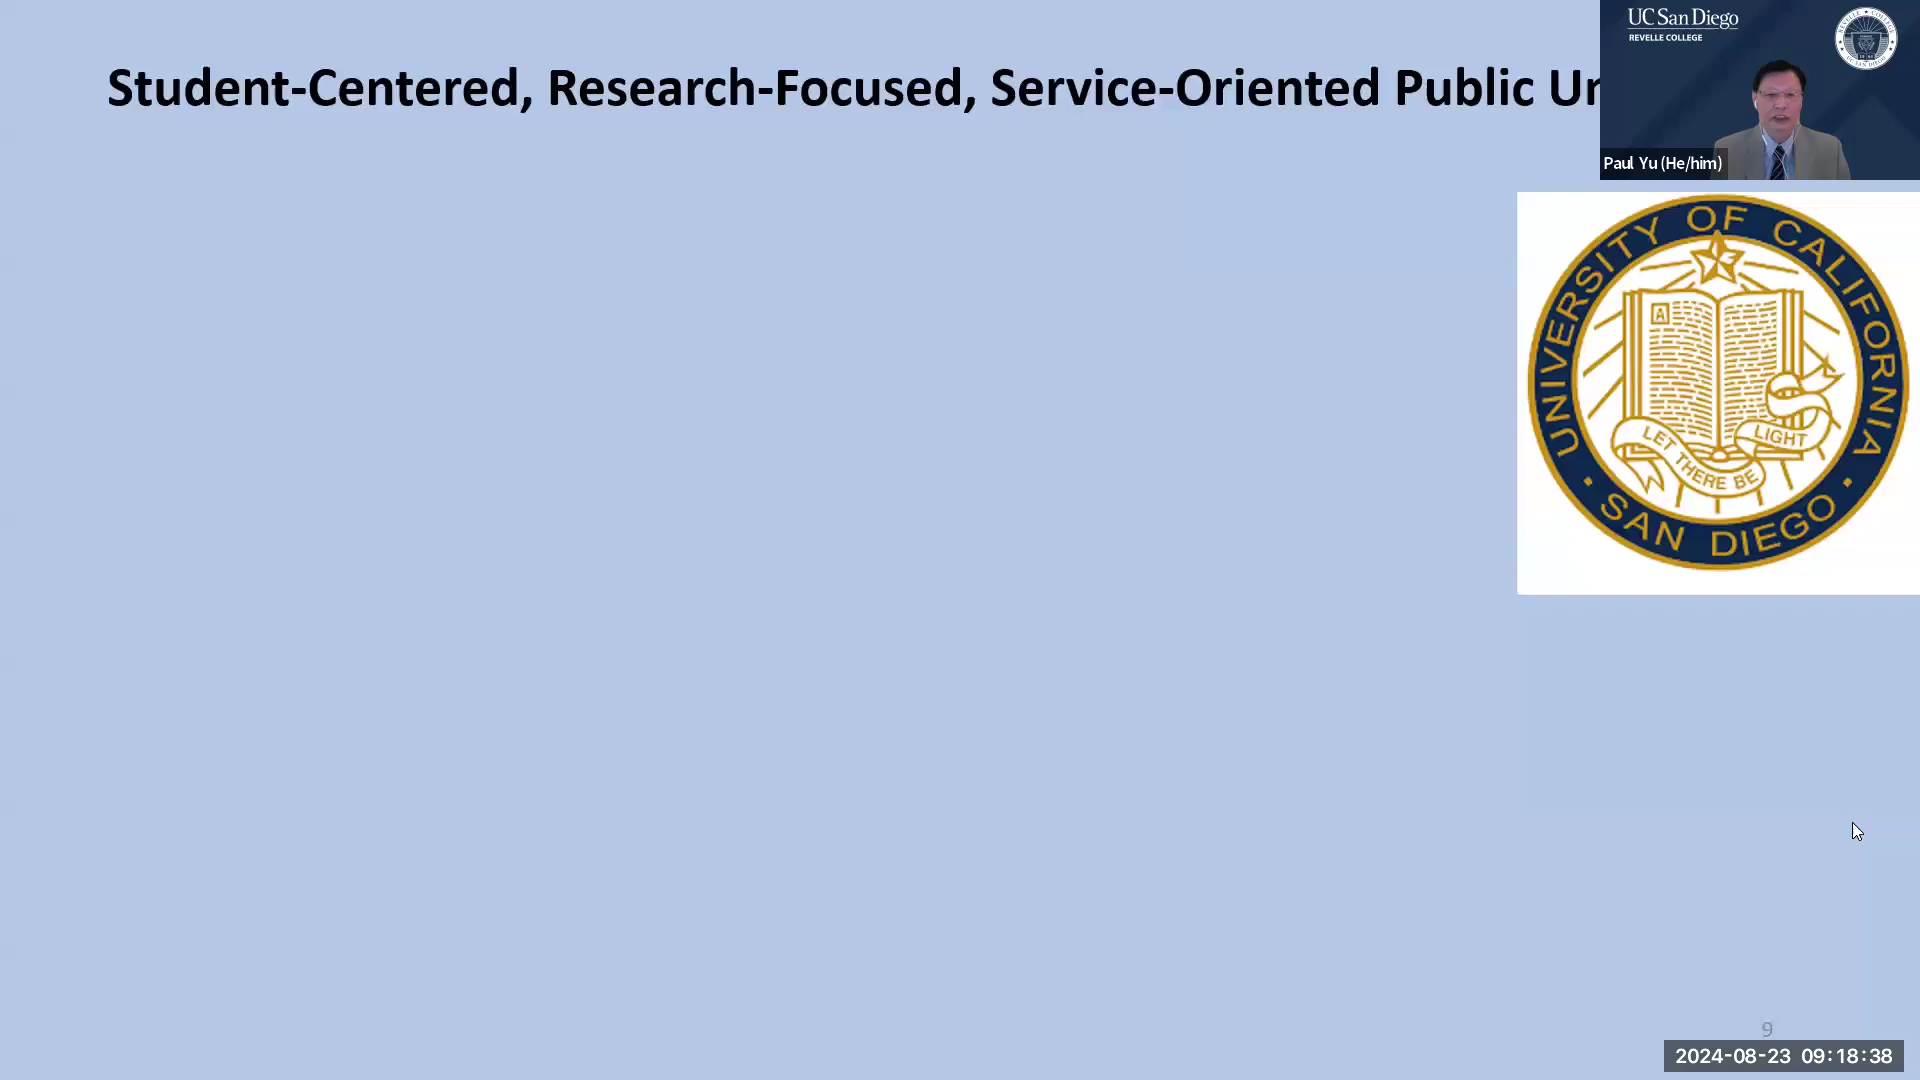 Student-Centered, Research-Focused, Service-Oriented Public Un
UC San Diego
REVELLE COLLEGE
Paul Yu (He/him)
UNIVERSITY OF CALIFORNIA
A
LET THERE BE LIGHT
SAN DIEGO
9
2024-08-23 09:18:38